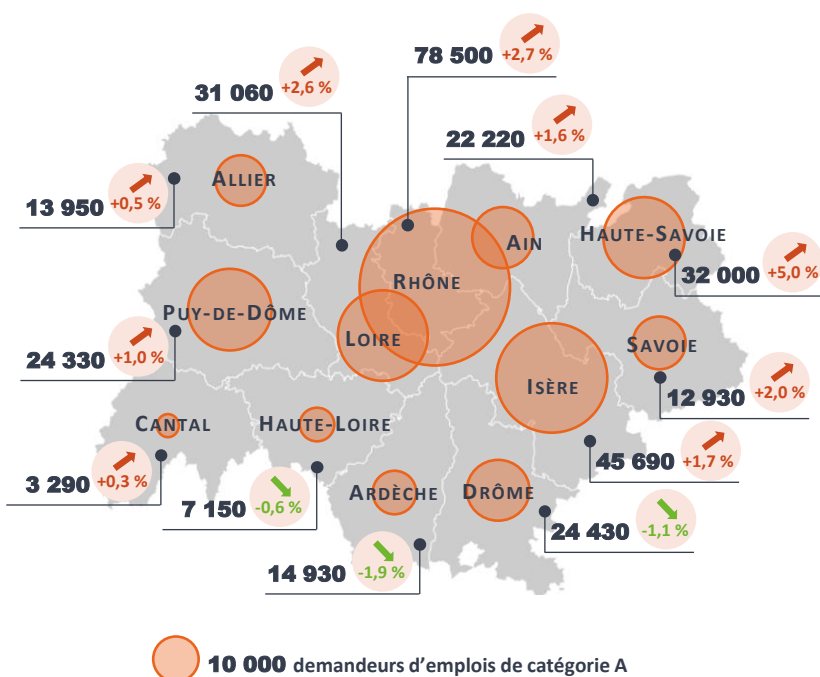 78 500
+2,7 %
31 060
+2,6 %
22 220
+1,6 %
ALLIER
13 950
+0,5 %
AIN
HAUTE-SAVOIE
32 000
+5,0 %
RHÔNE
PUY-DE-DÔME
LOIRE
SAVOIE
24 330
+1,0 %
ISÈRE
12 930
+2,0 %
CANTAL
HAUTE-LOIRE
45 690
+1,7 %
3 290
+0,3 %
7 150
-0,6 %
ARDÈCHE
DRÔME
24 430
-1,1 %
14 930
-1,9 %
10 000 demandeurs d'emplois de catégorie A